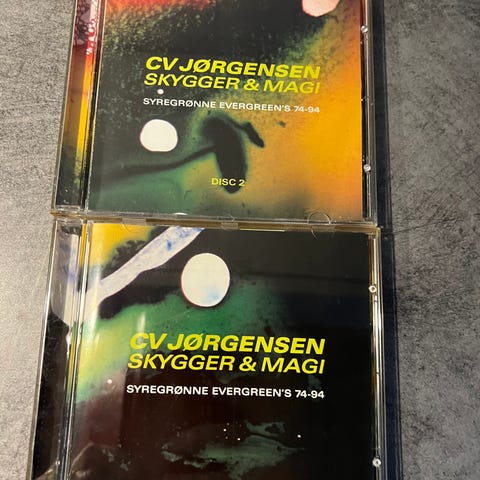 CV JØRGENSEN
SKYGGER & MAGI
SYREGRØNNE EVERGREEN'S 74-94
DISC 2
CV JØRGENSEN
SKYGGER & MAGI
SYREGRØNNE EVERGREEN'S 74-94